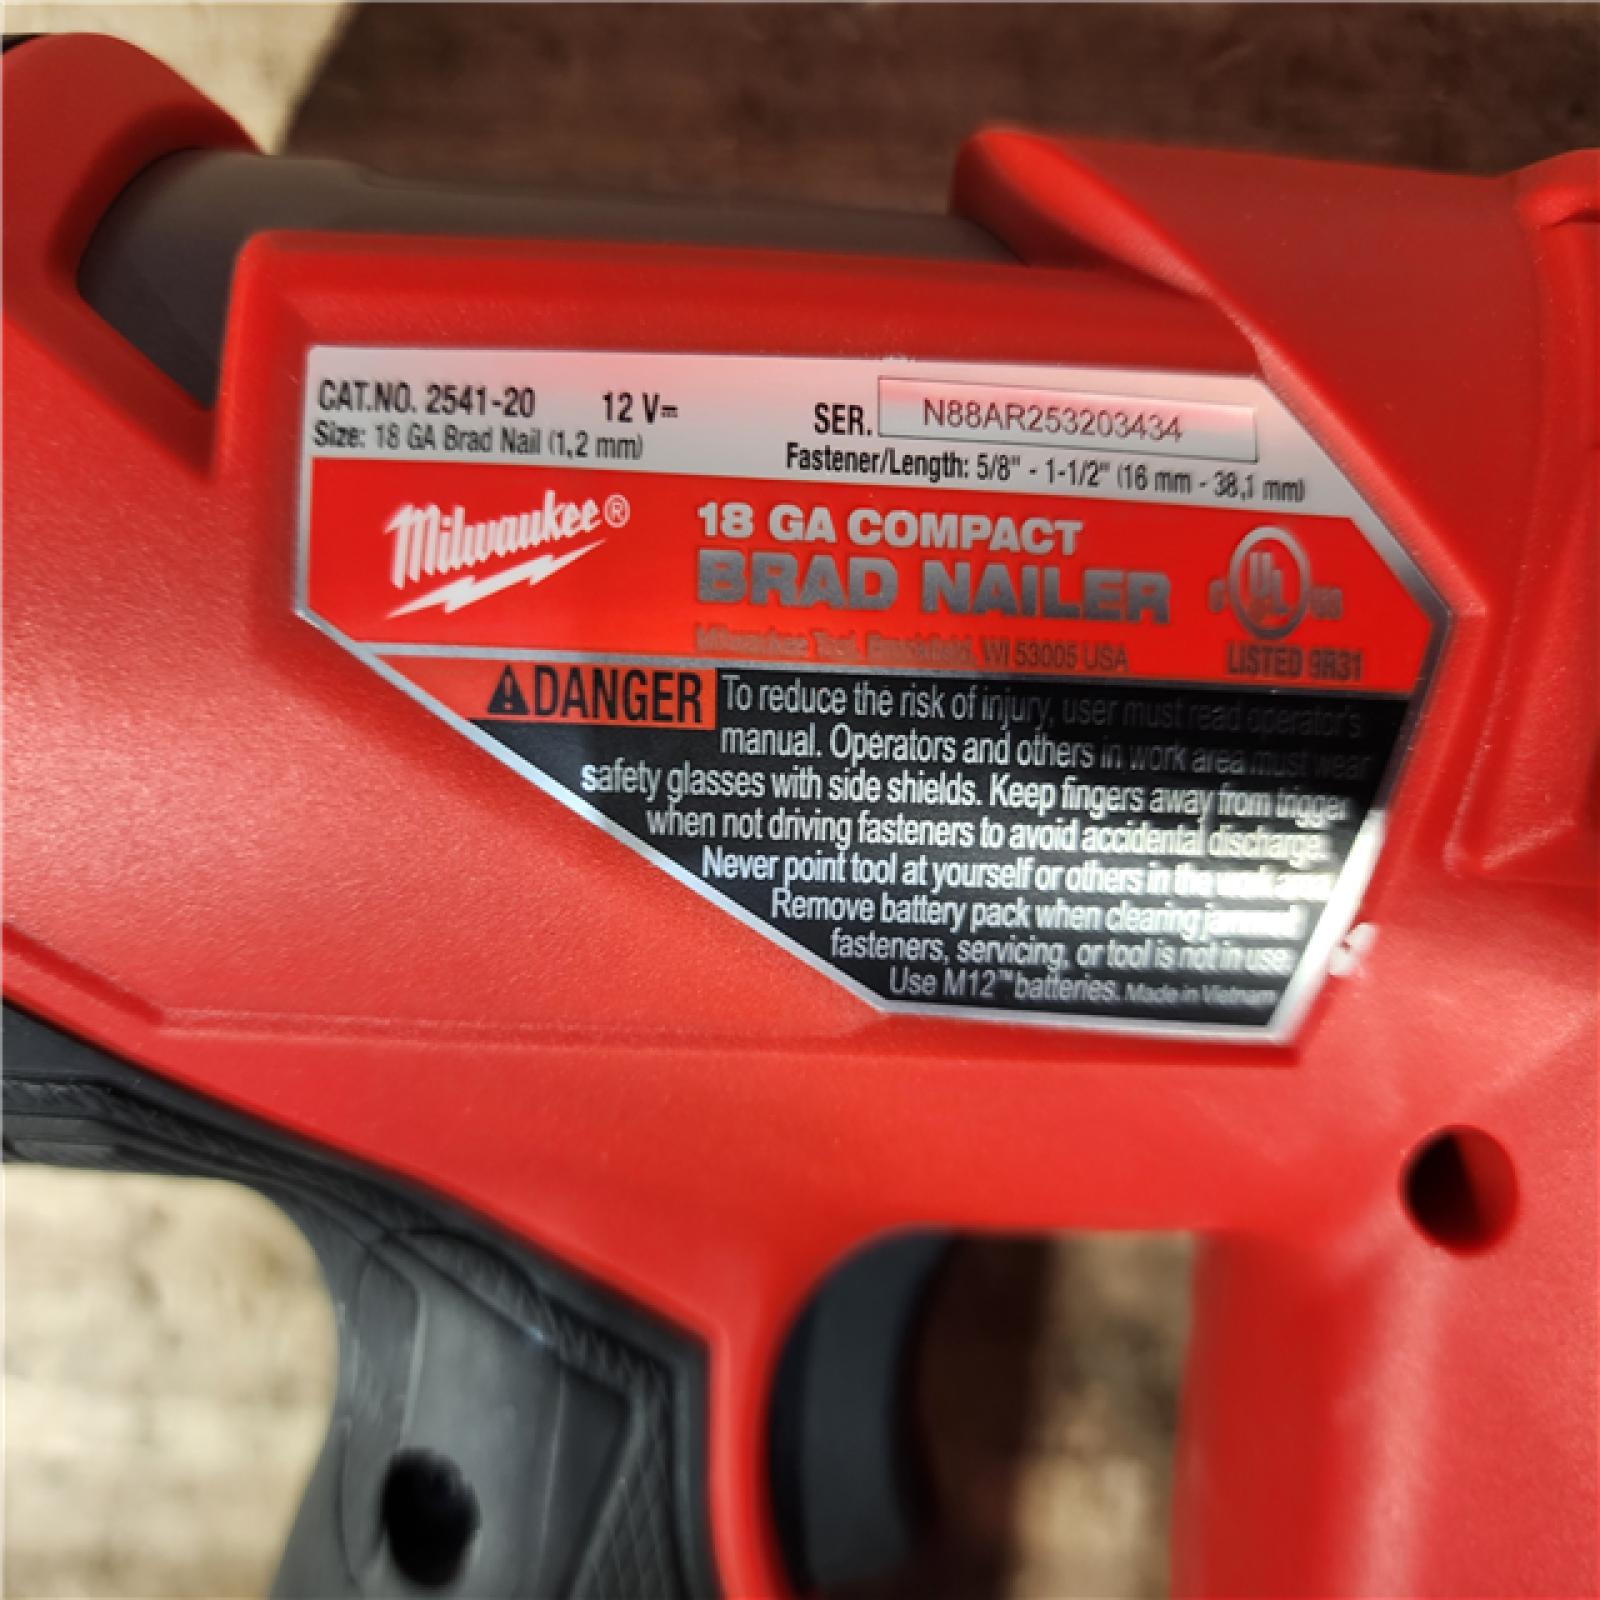 CAT.NO. 2541-20 12 V⎓ SER. N88AR253203434
Size: 18 GA Brad Nail (1,2 mm) Fastener/Length: 5/8" - 1-1/2" (16 mm - 38,1 mm)
Milwaukee®
18 GA COMPACT
BRAD NAILER
Milwaukee Tool, Brookfield, WI 53005 USA
C UL US
LISTED 9R31
⚠DANGER To reduce the risk of injury, user must read operator's
manual. Operators and others in work area must wear
safety glasses with side shields. Keep fingers away from trigger
when not driving fasteners to avoid accidental discharge.
Never point tool at yourself or others in the work area.
Remove battery pack when clearing jammed
fasteners, servicing, or tool is not in use.
Use M12™ batteries. Made in Vietnam